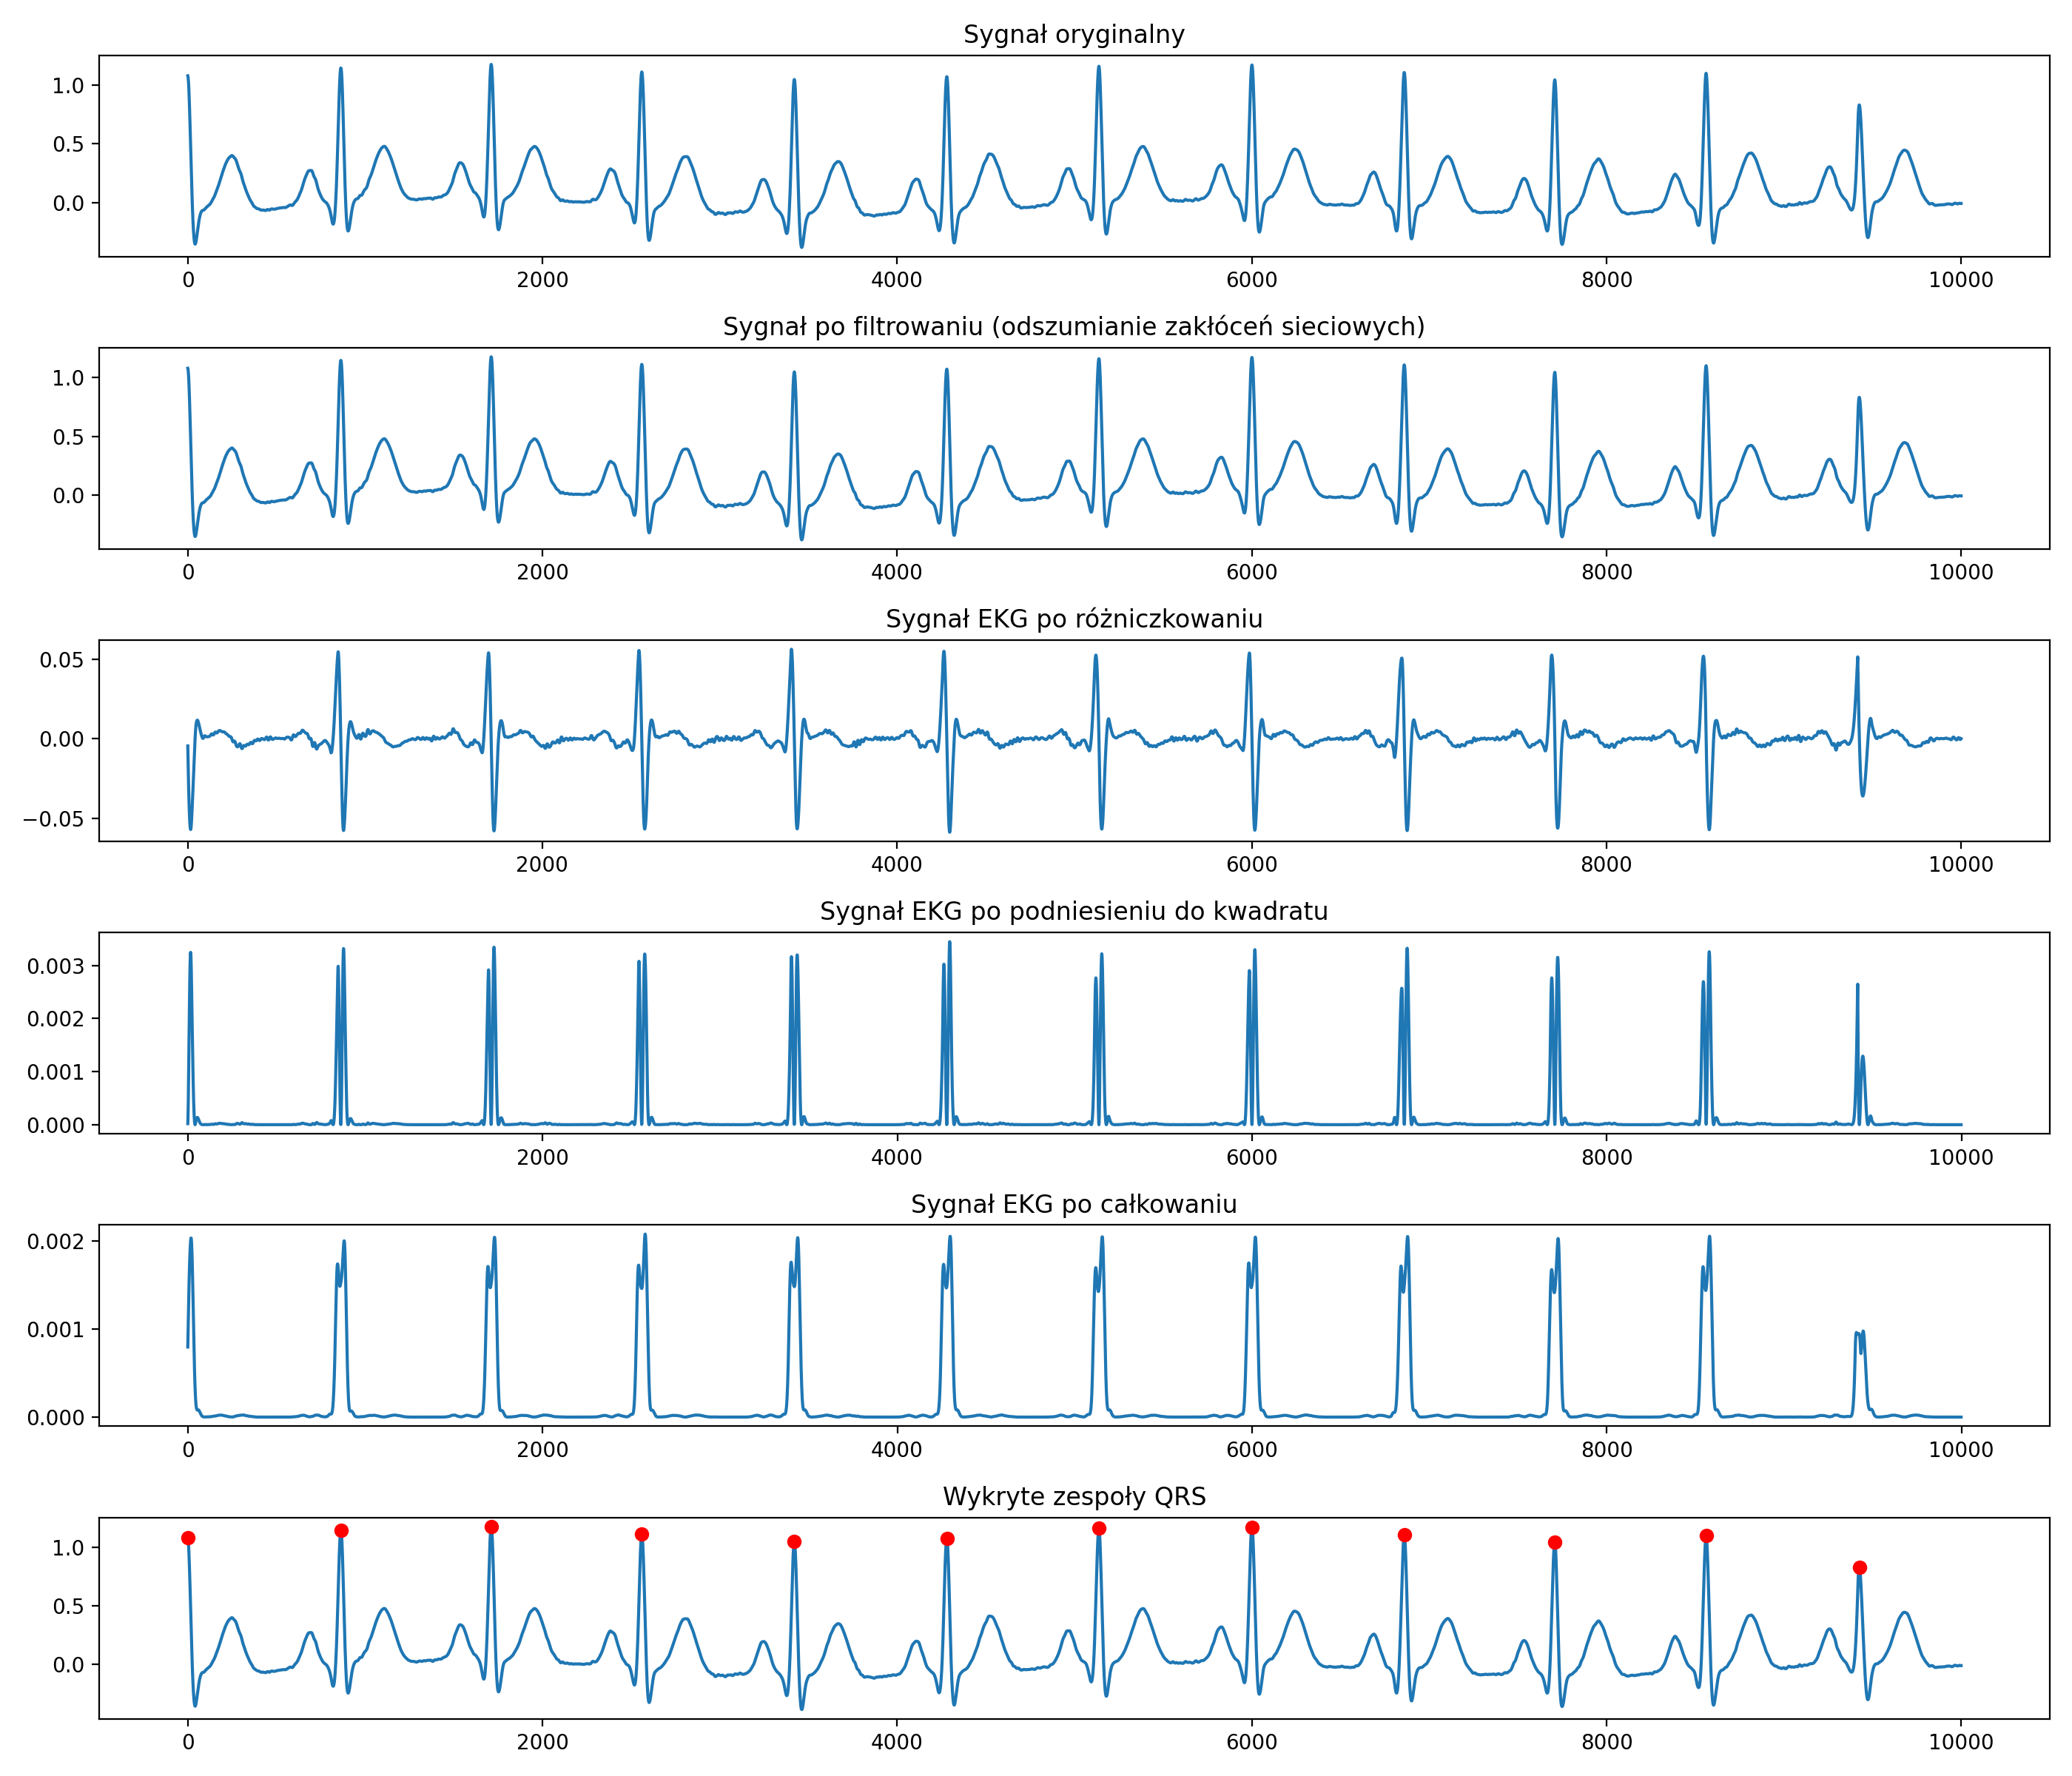 Sygnał oryginalny
1.0
0.5
0.0
0 2000 4000 6000 8000 10000
Sygnał po filtrowaniu (odszumianie zakłóceń sieciowych)
1.0
0.5
0.0
0 2000 4000 6000 8000 10000
Sygnał EKG po różniczkowaniu
0.05
0.00
−0.05
0 2000 4000 6000 8000 10000
Sygnał EKG po podniesieniu do kwadratu
0.003
0.002
0.001
0.000
0 2000 4000 6000 8000 10000
Sygnał EKG po całkowaniu
0.002
0.001
0.000
0 2000 4000 6000 8000 10000
Wykryte zespoły QRS
1.0
0.5
0.0
0 2000 4000 6000 8000 10000